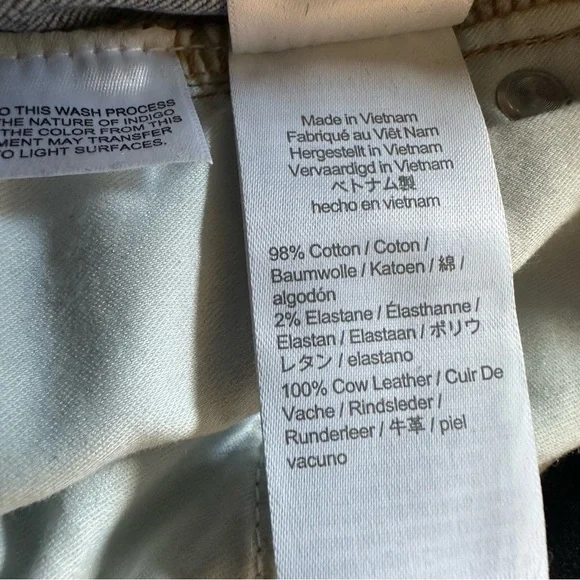 O THIS WASH PROCESS
THE NATURE OF INDIGO
THE COLOR FROM THIS
MENT MAY TRANSFER
O LIGHT SURFACES.
Made in Vietnam
Fabriqué au Viêt Nam
Hergestellt in Vietnam
Vervaardigd in Vietnam
ベトナム製
hecho en vietnam
98% Cotton / Coton /
Baumwolle / Katoen / 綿 /
algodón
2% Elastane / Élasthanne /
Elastan / Elastaan / ポリウ
レタン / elastano
100% Cow Leather / Cuir De
Vache / Rindsleder /
Runderleer / 牛革 / piel
vacuno